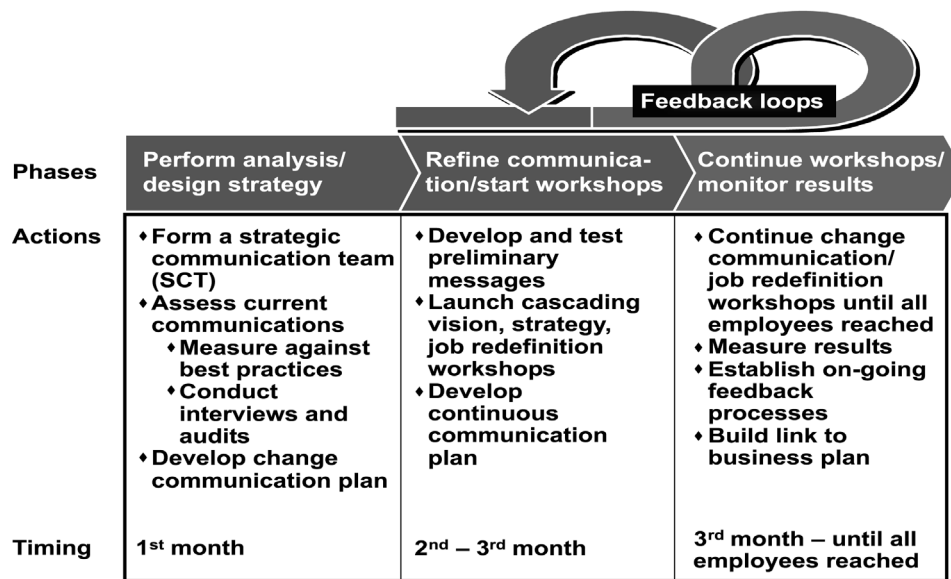 Feedback loops
Phases
Perform analysis/
design strategy
Refine communica-
tion/start workshops
Continue workshops/
monitor results
Actions
♦ Form a strategic
communication team
(SCT)
♦ Assess current
communications
♦ Measure against
best practices
♦ Conduct
interviews and
audits
♦ Develop change
communication plan
♦ Develop and test
preliminary
messages
♦ Launch cascading
vision, strategy,
job redefinition
workshops
♦ Develop
continuous
communication
plan
♦ Continue change
communication/
job redefinition
workshops until all
employees reached
♦ Measure results
♦ Establish on-going
feedback
processes
♦ Build link to
business plan
Timing
1st month
2nd – 3rd month
3rd month – until all
employees reached